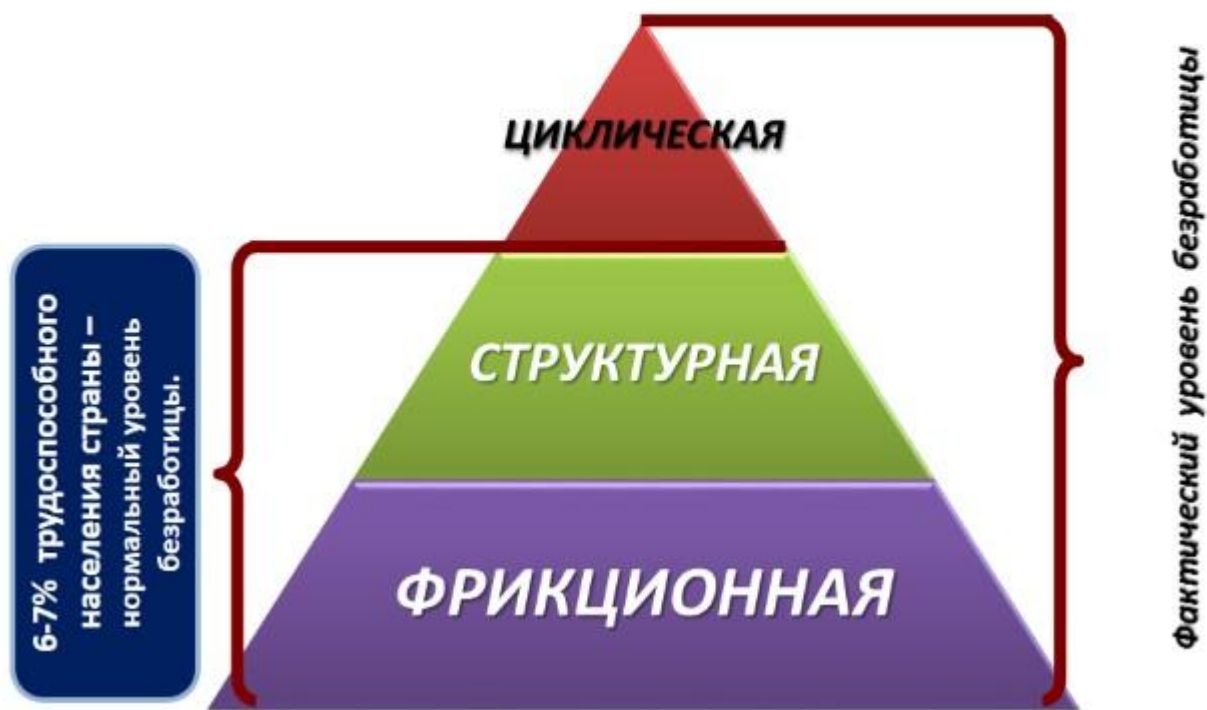 ЦИКЛИЧЕСКАЯ
СТРУКТУРНАЯ
ФРИКЦИОННАЯ
6-7% трудоспособного
населения страны –
нормальный уровень
безработицы.
Фактический уровень безработицы